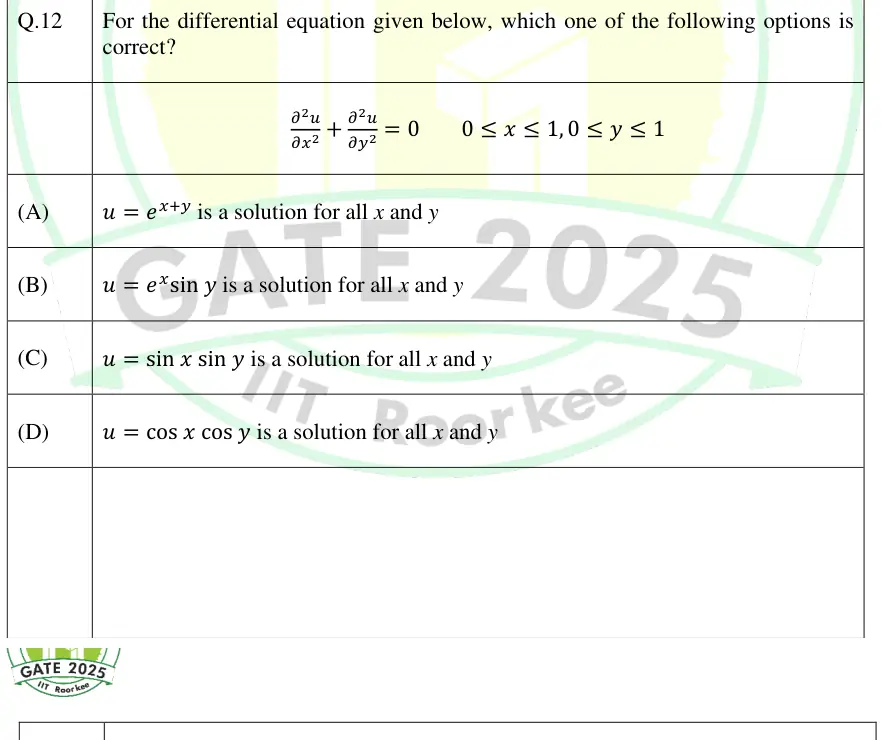 Q.12 For the differential equation given below, which one of the following options is
correct?
∂²u/∂x² + ∂²u/∂y² = 0 0 ≤ x ≤ 1, 0 ≤ y ≤ 1
(A) u = e^{x+y} is a solution for all x and y
(B) u = e^x sin y is a solution for all x and y
(C) u = sin x sin y is a solution for all x and y
(D) u = cos x cos y is a solution for all x and y
GATE 2025
IIT Roorkee
GATE 2025
IIT Roorkee